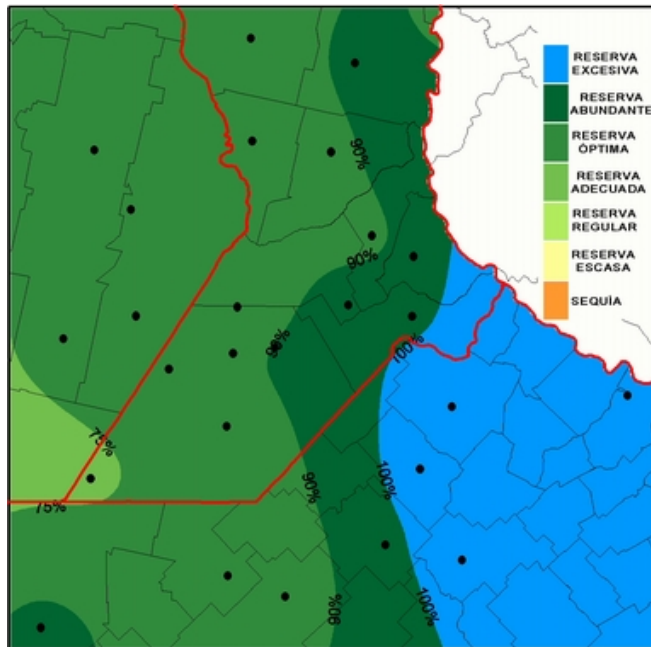 RESERVA
EXCESIVA
RESERVA
ABUNDANTE
RESERVA
ÓPTIMA
RESERVA
ADECUADA
RESERVA
REGULAR
RESERVA
ESCASA
SEQUÍA
90%
90%
90%
100%
75%
75%
90%
100%
90%
100%